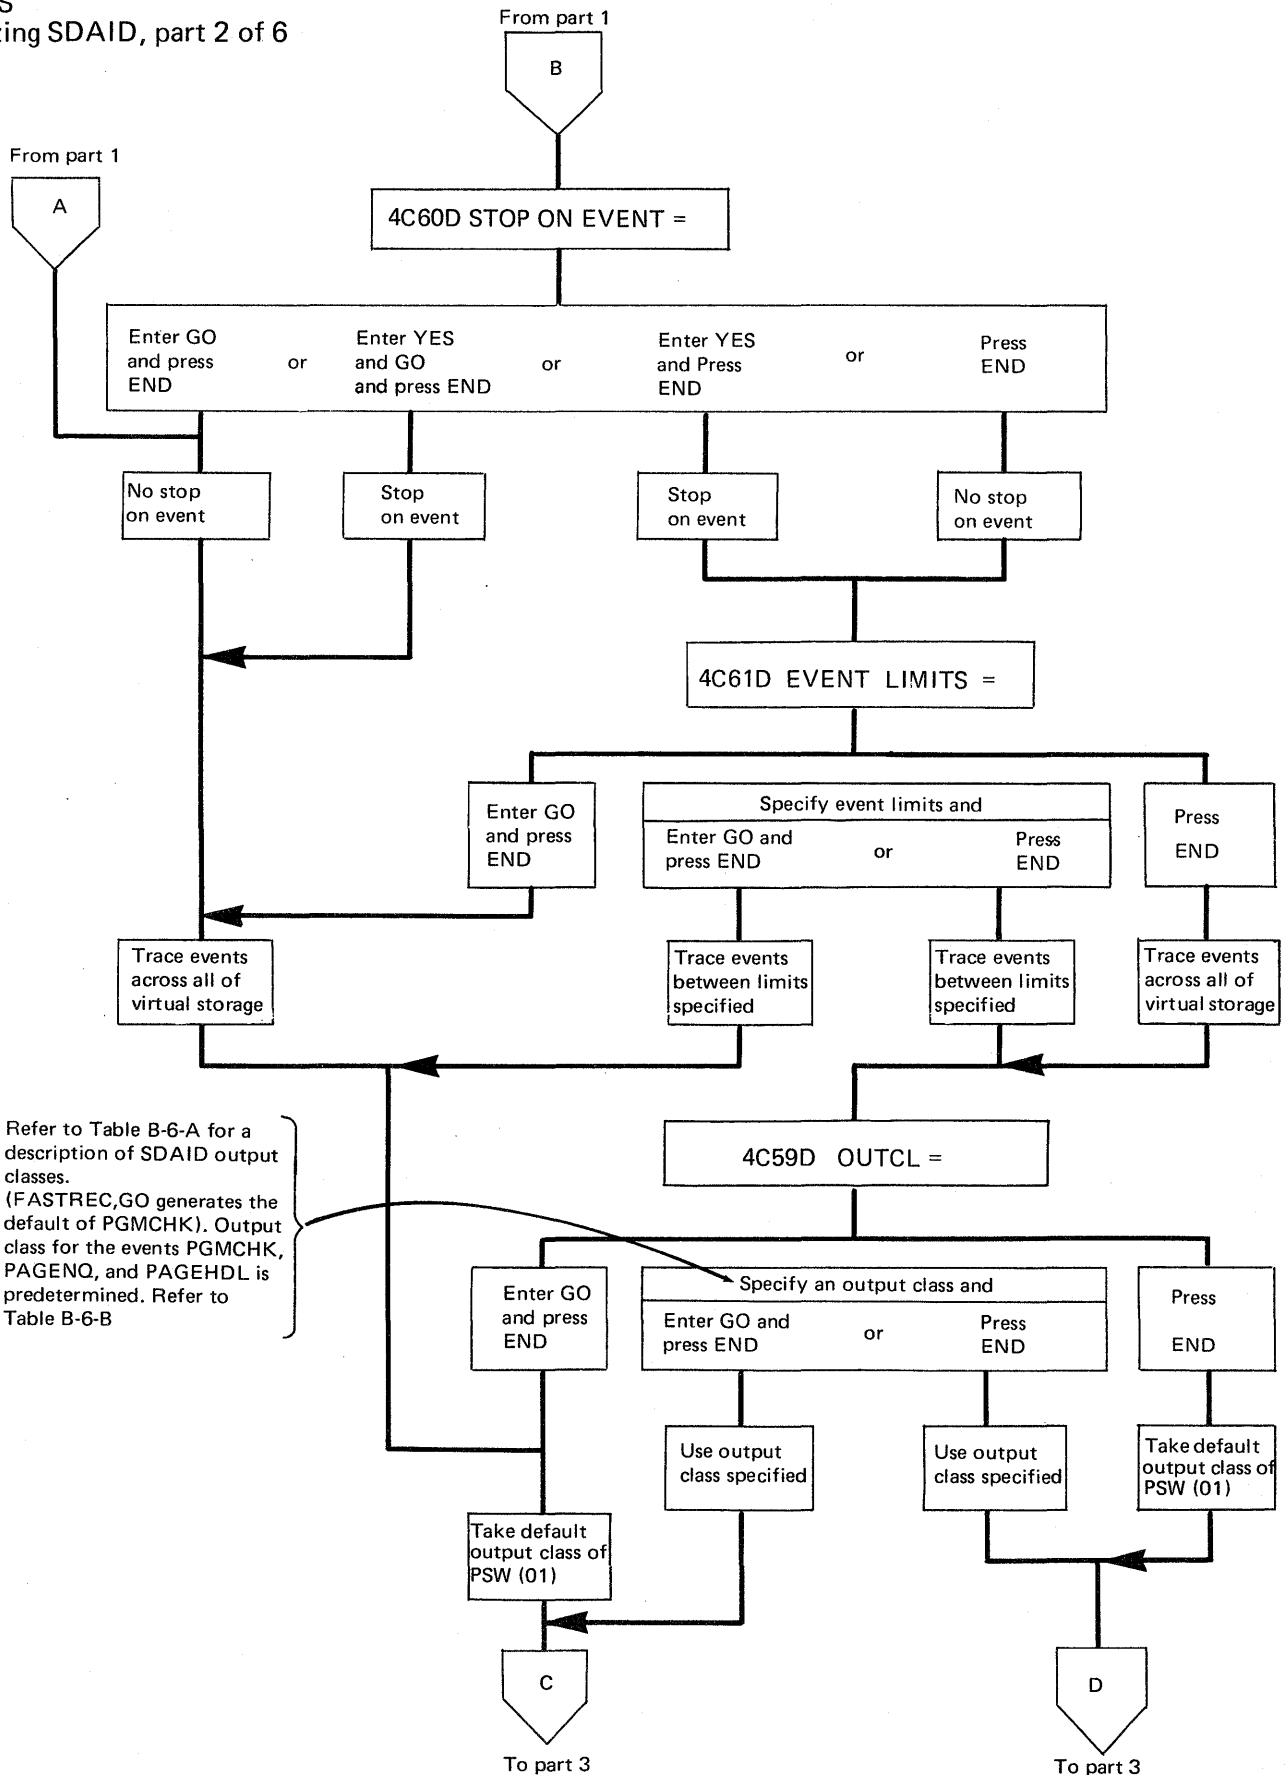 S
ing SDAID, part 2 of 6
From part 1
B
From part 1
A
4C60D STOP ON EVENT =
Enter GO
and press
END
or
Enter YES
and GO
and press END
or
Enter YES
and Press
END
or
Press
END
No stop
on event
Stop
on event
Stop
on event
No stop
on event
4C61D EVENT LIMITS =
Enter GO
and press
END
Specify event limits and
Enter GO and
press END
or
Press
END
Press
END
Trace events
across all of
virtual storage
Trace events
between limits
specified
Trace events
between limits
specified
Trace events
across all of
virtual storage
Refer to Table B-6-A for a
description of SDAID output
classes.
(FASTREC,GO generates the
default of PGMCHK). Output
class for the events PGMCHK,
PAGENQ, and PAGEHDL is
predetermined. Refer to
Table B-6-B
4C59D OUTCL =
Enter GO
and press
END
Specify an output class and
Enter GO and
press END
or
Press
END
Press
END
Use output
class specified
Use output
class specified
Take default
output class of
PSW (01)
Take default
output class of
PSW (01)
C
D
To part 3
To part 3